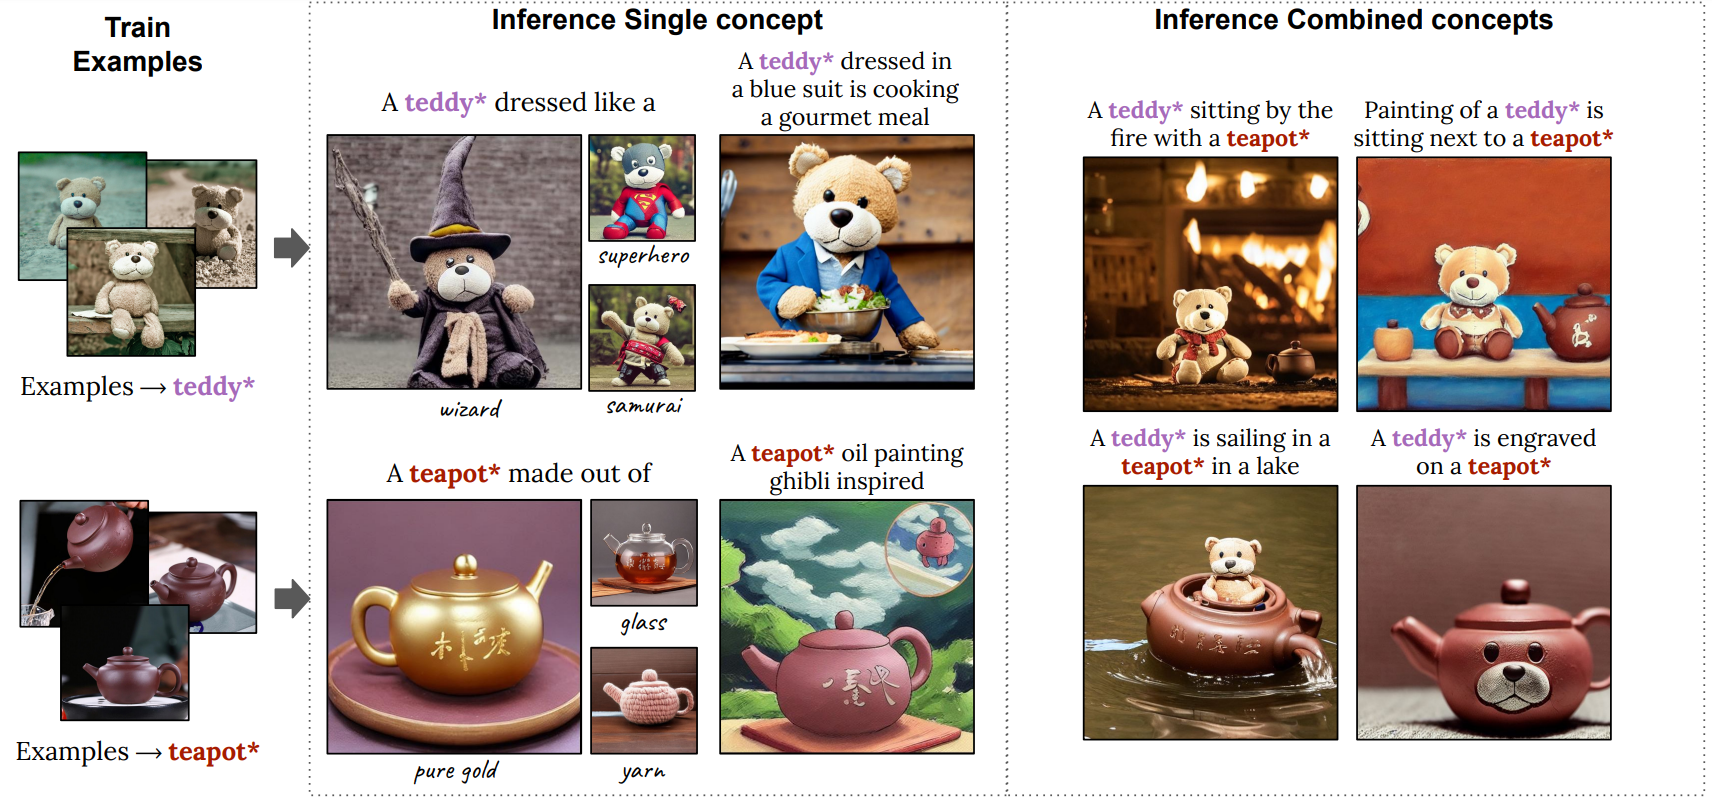 Train
Examples
Examples → teddy*
Examples → teapot*
Inference Single concept
A teddy* dressed like a
wizard
superhero
samurai
A teddy* dressed in
a blue suit is cooking
a gourmet meal
A teapot* made out of
pure gold
glass
yarn
A teapot* oil painting
ghibli inspired
Inference Combined concepts
A teddy* sitting by the
fire with a teapot*
Painting of a teddy* is
sitting next to a teapot*
A teddy* is sailing in a
teapot* in a lake
A teddy* is engraved
on a teapot*